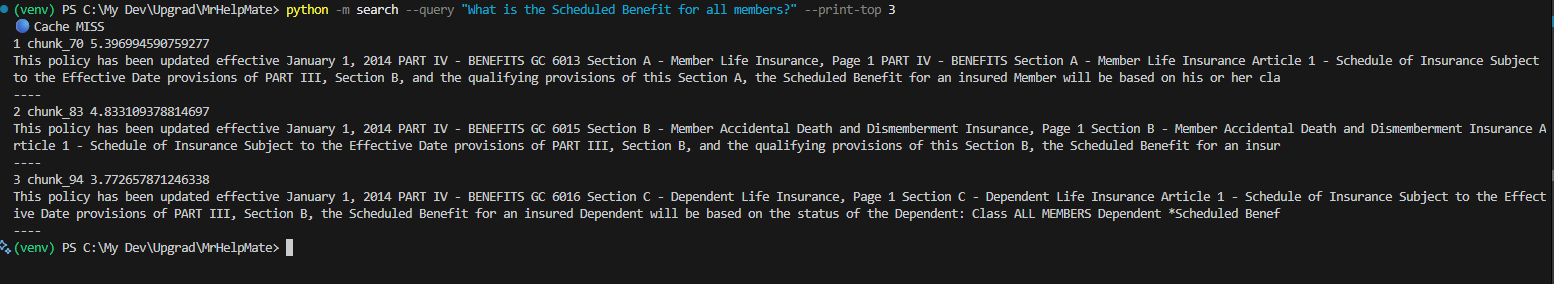 (venv) PS C:\My Dev\Upgrad\MrHelpMate> python -m search --query "What is the Scheduled Benefit for all members?" --print-top 3
Cache MISS
1 chunk_70 5.396994590759277
This policy has been updated effective January 1, 2014 PART IV - BENEFITS GC 6013 Section A - Member Life Insurance, Page 1 PART IV - BENEFITS Section A - Member Life Insurance Article 1 - Schedule of Insurance Subject
to the Effective Date provisions of PART III, Section B, and the qualifying provisions of this Section A, the Scheduled Benefit for an insured Member will be based on his or her cla
----
2 chunk_83 4.833109378814697
This policy has been updated effective January 1, 2014 PART IV - BENEFITS GC 6015 Section B - Member Accidental Death and Dismemberment Insurance, Page 1 Section B - Member Accidental Death and Dismemberment Insurance A
rticle 1 - Schedule of Insurance Subject to the Effective Date provisions of PART III, Section B, and the qualifying provisions of this Section B, the Scheduled Benefit for an insur
----
3 chunk_94 3.772657871246338
This policy has been updated effective January 1, 2014 PART IV - BENEFITS GC 6016 Section C - Dependent Life Insurance, Page 1 Section C - Dependent Life Insurance Article 1 - Schedule of Insurance Subject to the Effect
ive Date provisions of PART III, Section B, the Scheduled Benefit for an insured Dependent will be based on the status of the Dependent: Class ALL MEMBERS Dependent *Scheduled Benef
----
(venv) PS C:\My Dev\Upgrad\MrHelpMate>